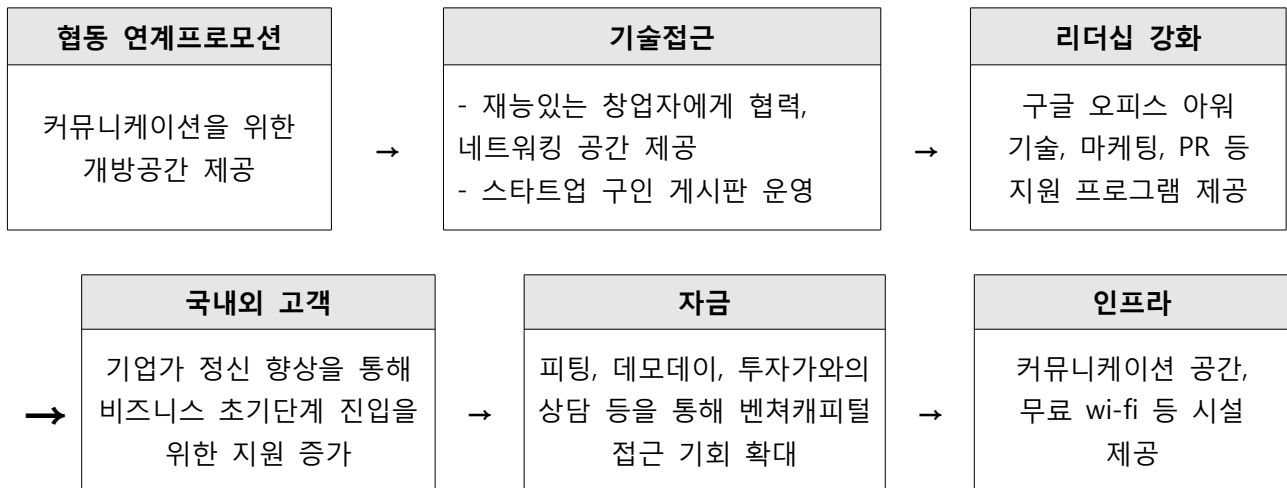 협동 연계프로모션
커뮤니케이션을 위한
개방공간 제공
→
기술접근
- 재능있는 창업자에게 협력,
네트워킹 공간 제공
- 스타트업 구인 게시판 운영
→
리더십 강화
구글 오피스 아워
기술, 마케팅, PR 등
지원 프로그램 제공
→
국내외 고객
기업가 정신 향상을 통해
비즈니스 초기단계 진입을
위한 지원 증가
→
자금
피팅, 데모데이, 투자가와의
상담 등을 통해 벤쳐캐피털
접근 기회 확대
→
인프라
커뮤니케이션 공간,
무료 wi-fi 등 시설
제공